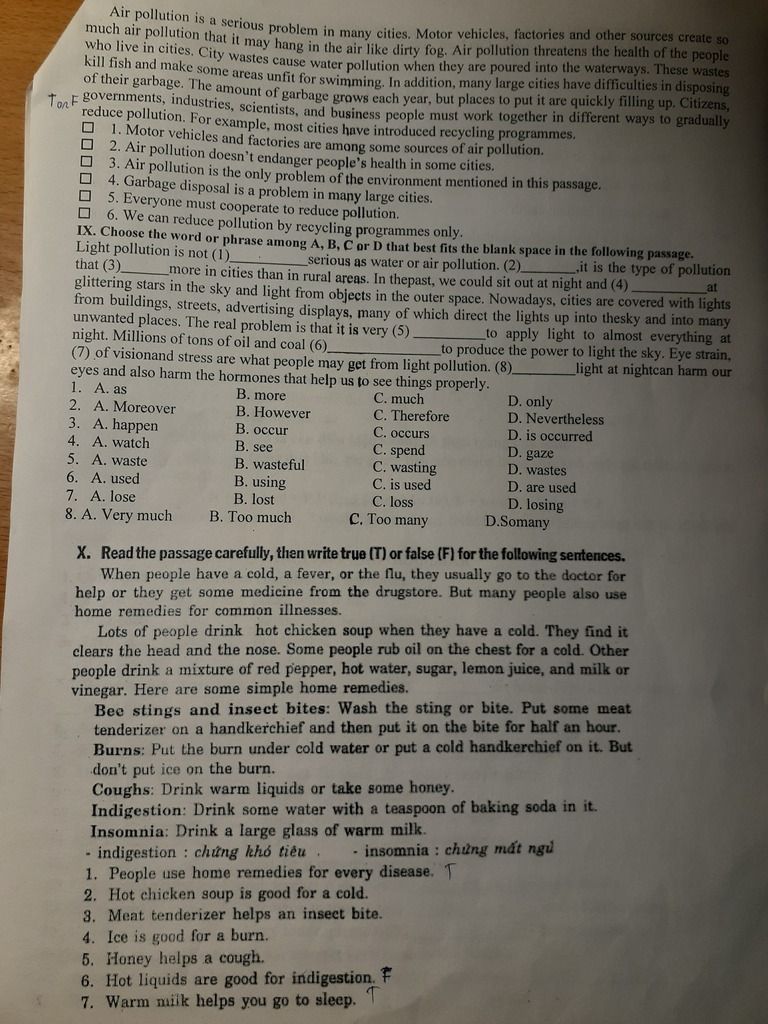 Air pollution is a serious problem in many cities. Motor vehicles, factories and other sources create so
much air pollution that it may hang in the air like dirty fog. Air pollution threatens the health of the people
who live in cities. City wastes cause water pollution when they are poured into the waterways. These wastes
kill fish and make some areas unfit for swimming. In addition, many large cities have difficulties in disposing
of their garbage. The amount of garbage grows each year, but places to put it are quickly filling up. Citizens,
T or F governments, industries, scientists, and business people must work together in different ways to gradually
reduce pollution. For example, most cities have introduced recycling programmes.
☐ 1. Motor vehicles and factories are among some sources of air pollution.
☐ 2. Air pollution doesn't endanger people's health in some cities.
☐ 3. Air pollution is the only problem of the environment mentioned in this passage.
☐ 4. Garbage disposal is a problem in many large cities.
☐ 5. Everyone must cooperate to reduce pollution.
☐ 6. We can reduce pollution by recycling programmes only.
IX. Choose the word or phrase among A, B, C or D that best fits the blank space in the following passage.
Light pollution is not (1)__________serious as water or air pollution. (2)_______,it is the type of pollution
that (3)______more in cities than in rural areas. In thepast, we could sit out at night and (4) _________at
glittering stars in the sky and light from objects in the outer space. Nowadays, cities are covered with lights
from buildings, streets, advertising displays, many of which direct the lights up into thesky and into many
unwanted places. The real problem is that it is very (5) _________to apply light to almost everything at
night. Millions of tons of oil and coal (6)______________to produce the power to light the sky. Eye strain,
(7) of visionand stress are what people may get from light pollution. (8)________light at nightcan harm our
eyes and also harm the hormones that help us to see things properly.
1. A. as B. more C. much D. only
2. A. Moreover B. However C. Therefore D. Nevertheless
3. A. happen B. occur C. occurs D. is occurred
4. A. watch B. see C. spend D. gaze
5. A. waste B. wasteful C. wasting D. wastes
6. A. used B. using C. is used D. are used
7. A. lose B. lost C. loss D. losing
8. A. Very much B. Too much C. Too many D.Somany
X. Read the passage carefully, then write true (T) or false (F) for the following sentences.
When people have a cold, a fever, or the flu, they usually go to the doctor for
help or they get some medicine from the drugstore. But many people also use
home remedies for common illnesses.
Lots of people drink hot chicken soup when they have a cold. They find it
clears the head and the nose. Some people rub oil on the chest for a cold. Other
people drink a mixture of red pepper, hot water, sugar, lemon juice, and milk or
vinegar. Here are some simple home remedies.
Bee stings and insect bites: Wash the sting or bite. Put some meat
tenderizer on a handkerchief and then put it on the bite for half an hour.
Burns: Put the burn under cold water or put a cold handkerchief on it. But
don't put ice on the burn.
Coughs: Drink warm liquids or take some honey.
Indigestion: Drink some water with a teaspoon of baking soda in it.
Insomnia: Drink a large glass of warm milk.
- indigestion : chứng khó tiêu . - insomnia : chứng mất ngủ
1. People use home remedies for every disease. T
2. Hot chicken soup is good for a cold.
3. Meat tenderizer helps an insect bite.
4. Ice is good for a burn.
5. Honey helps a cough.
6. Hot liquids are good for indigestion. F
7. Warm milk helps you go to sleep. T